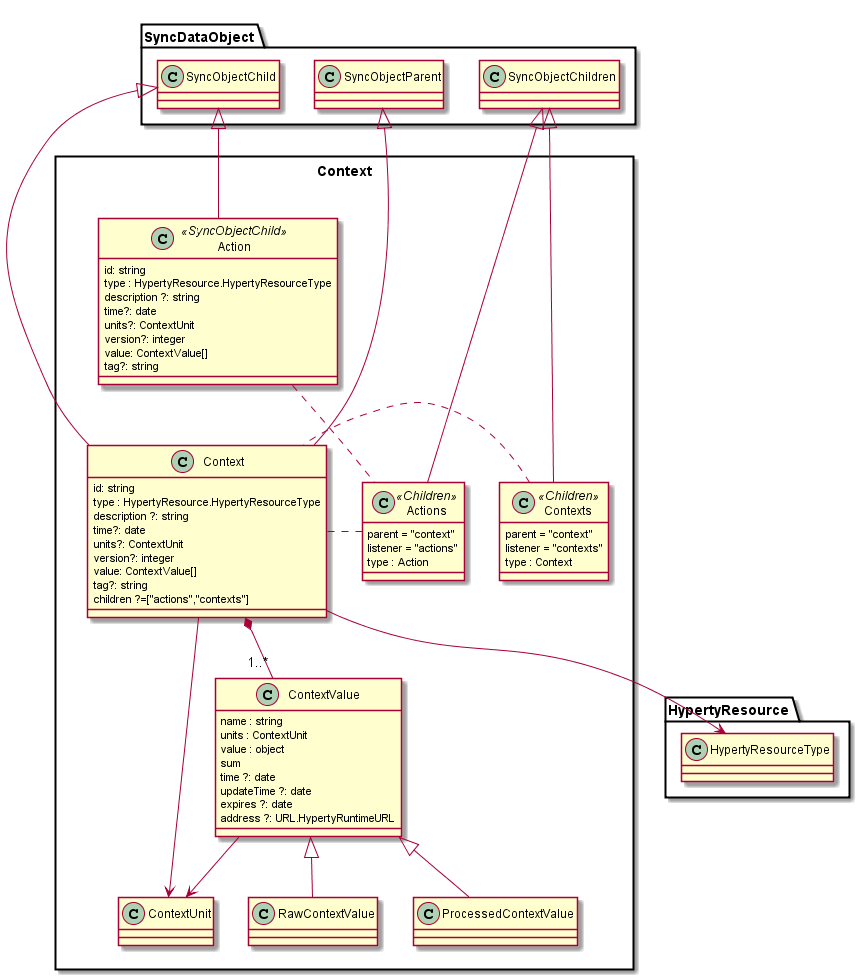 SyncDataObject
C SyncObjectChild
C SyncObjectParent
C SyncObjectChildren
Context
C «SyncObjectChild»
Action
id: string
type : HypertyResource.HypertyResourceType
description ?: string
time?: date
units?: ContextUnit
version?: integer
value: ContextValue[]
tag?: string
C Context
id: string
type : HypertyResource.HypertyResourceType
description ?: string
time?: date
units?: ContextUnit
version?: integer
value: ContextValue[]
tag?: string
children ?=["actions","contexts"]
C «Children»
Actions
parent = "context"
listener = "actions"
type : Action
C «Children»
Contexts
parent = "context"
listener = "contexts"
type : Context
1..*
C ContextValue
name : string
units : ContextUnit
value : object
sum
time ?: date
updateTime ?: date
expires ?: date
address ?: URL.HypertyRuntimeURL
HypertyResource
C HypertyResourceType
C ContextUnit
C RawContextValue
C ProcessedContextValue